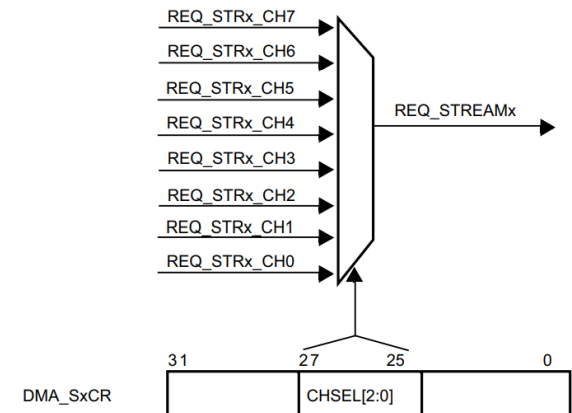 REQ_STRx_CH7
REQ_STRx_CH6
REQ_STRx_CH5
REQ_STRx_CH4
REQ_STREAMx
REQ_STRx_CH3
REQ_STRx_CH2
REQ_STRx_CH1
REQ_STRx_CH0
31 27 25 0
DMA_SxCR CHSEL[2:0]